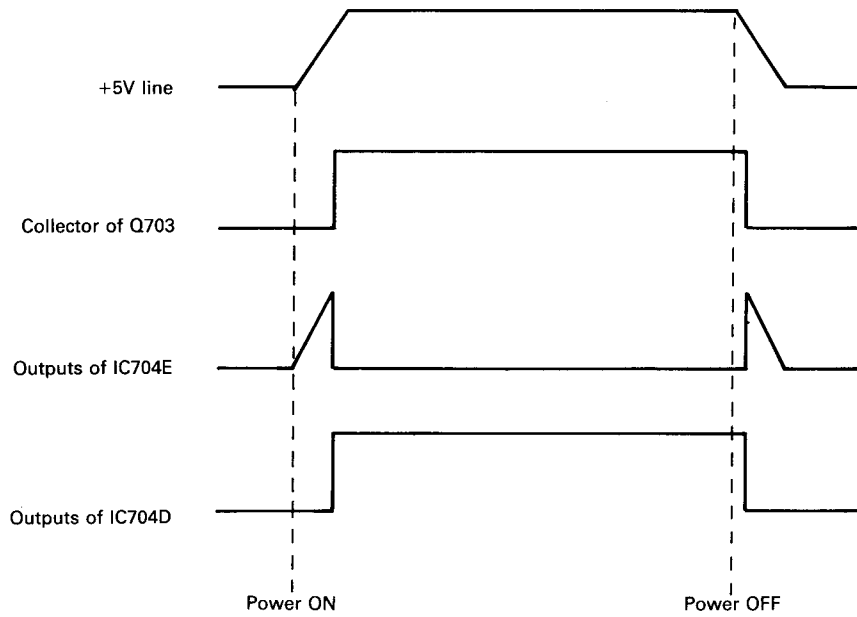 +5V line
Collector of Q703
Outputs of IC704E
Outputs of IC704D
Power ON
Power OFF